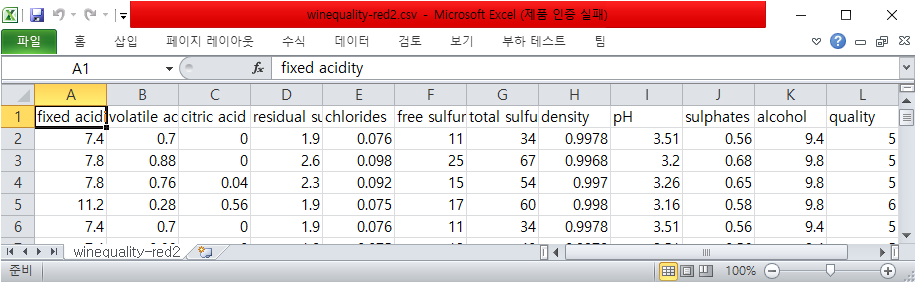 winequality-red2.csv - Microsoft Excel (제품 인증 실패)
파일 홈 삽입 페이지 레이아웃 수식 데이터 검토 보기 부하 테스트 팀
A1 fx fixed acidity
A B C D E F G H I J K L
1 fixed acidi volatile ac citric acid residual su chlorides free sulfur total sulfu density pH sulphates alcohol quality
2 7.4 0.7 0 1.9 0.076 11 34 0.9978 3.51 0.56 9.4 5
3 7.8 0.88 0 2.6 0.098 25 67 0.9968 3.2 0.68 9.8 5
4 7.8 0.76 0.04 2.3 0.092 15 54 0.997 3.26 0.65 9.8 5
5 11.2 0.28 0.56 1.9 0.075 17 60 0.998 3.16 0.58 9.8 6
6 7.4 0.7 0 1.9 0.076 11 34 0.9978 3.51 0.56 9.4 5
winequality-red2
준비 100%